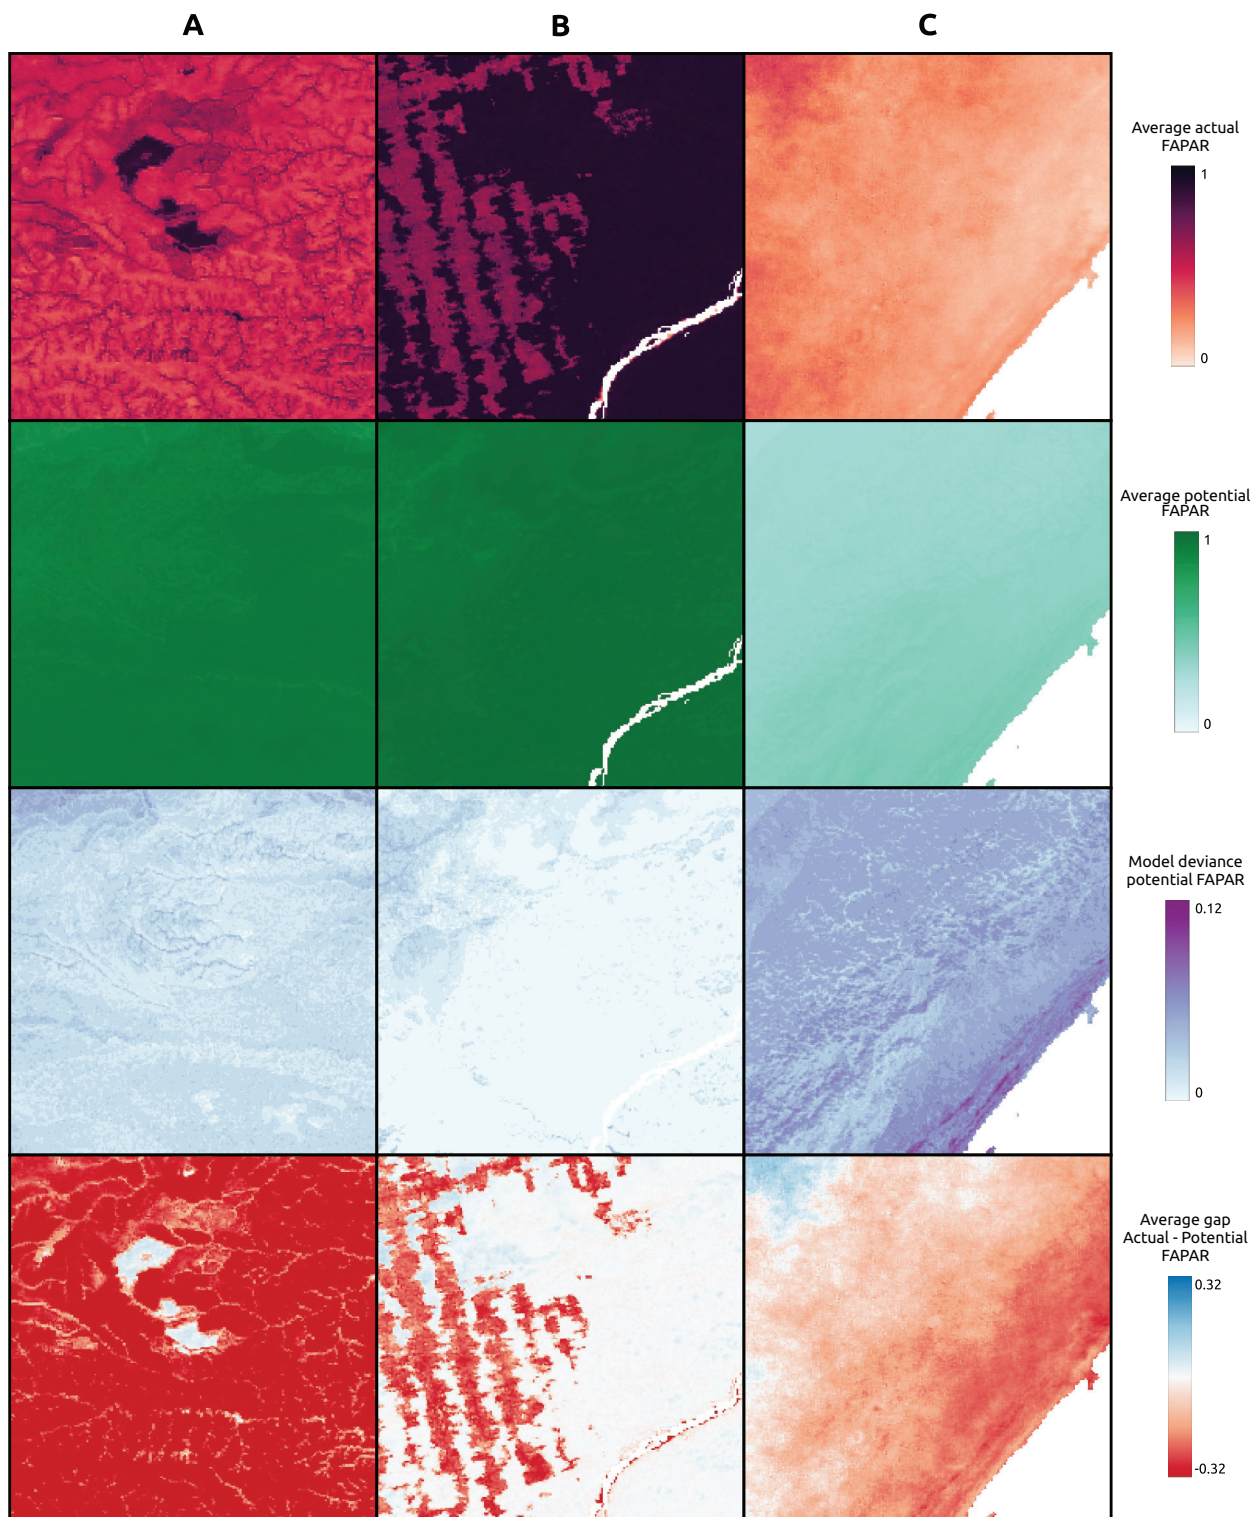 A B C
Average actual
FAPAR
1
0
Average potential
FAPAR
1
0
Model deviance
potential FAPAR
0.12
0
Average gap
Actual - Potential
FAPAR
0.32
-0.32